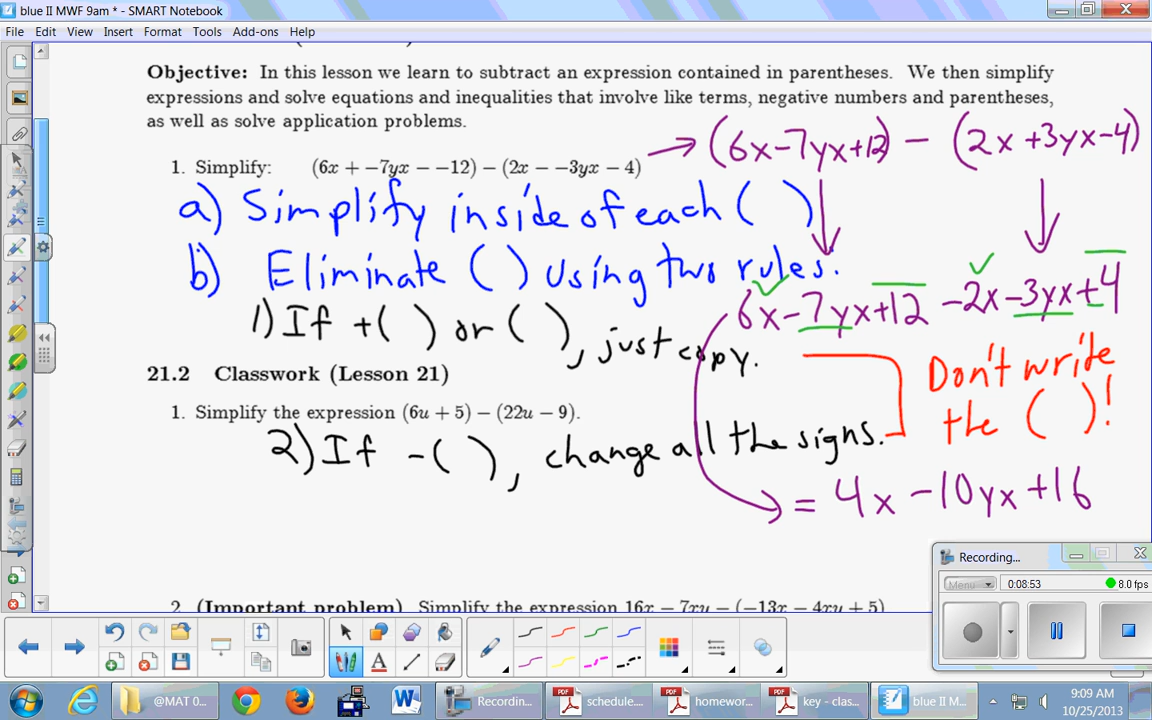 blue II MWF 9am * - SMART Notebook
File Edit View Insert Format Tools Add-ons Help
Objective: In this lesson we learn to subtract an expression contained in parentheses. We then simplify
expressions and solve equations and inequalities that involve like terms, negative numbers and parentheses,
as well as solve application problems.
→ (6x-7yx+12) - (2x+3yx-4)
1. Simplify: (6x + -7yx - -12) - (2x - -3yx - 4)
a) Simplify inside of each ( )
b) Eliminate ( ) using two rules.
6x-7yx+12 -2x-3yx+4
1) If +( ) or ( ), just copy.
Don't write
the ( )!
21.2 Classwork (Lesson 21)
1. Simplify the expression (6u + 5) - (22u - 9).
2) If -( ), change all the signs.
= 4x -10yx +16
Recording...
Menu 0:08:53 8.0 fps
2. (Important problem) Simplify the expression 16x - 7xu - (-13x - 4xu + 5)
@MAT 0... Recordin... schedule.... homewor... key - clas... blue II M...
9:09 AM
10/25/2013